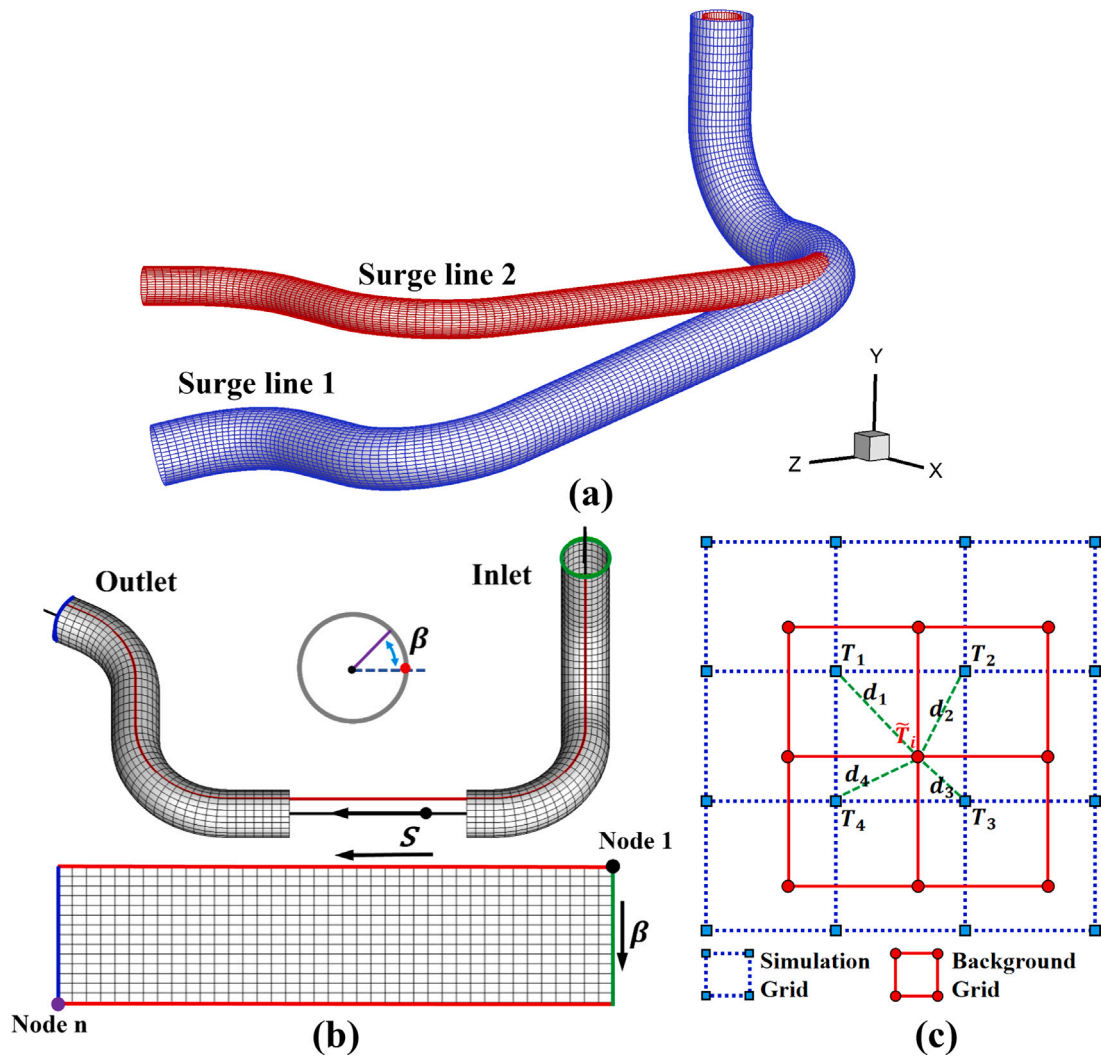 Surge line 2
Surge line 1
Y
Z
X
(a)
Outlet
Inlet
β
S
Node 1
β
Node n
(b)
T₁
T₂
d₁
d₂
T̃ᵢ
d₄
d₃
T₄
T₃
Simulation
Grid
Background
Grid
(c)